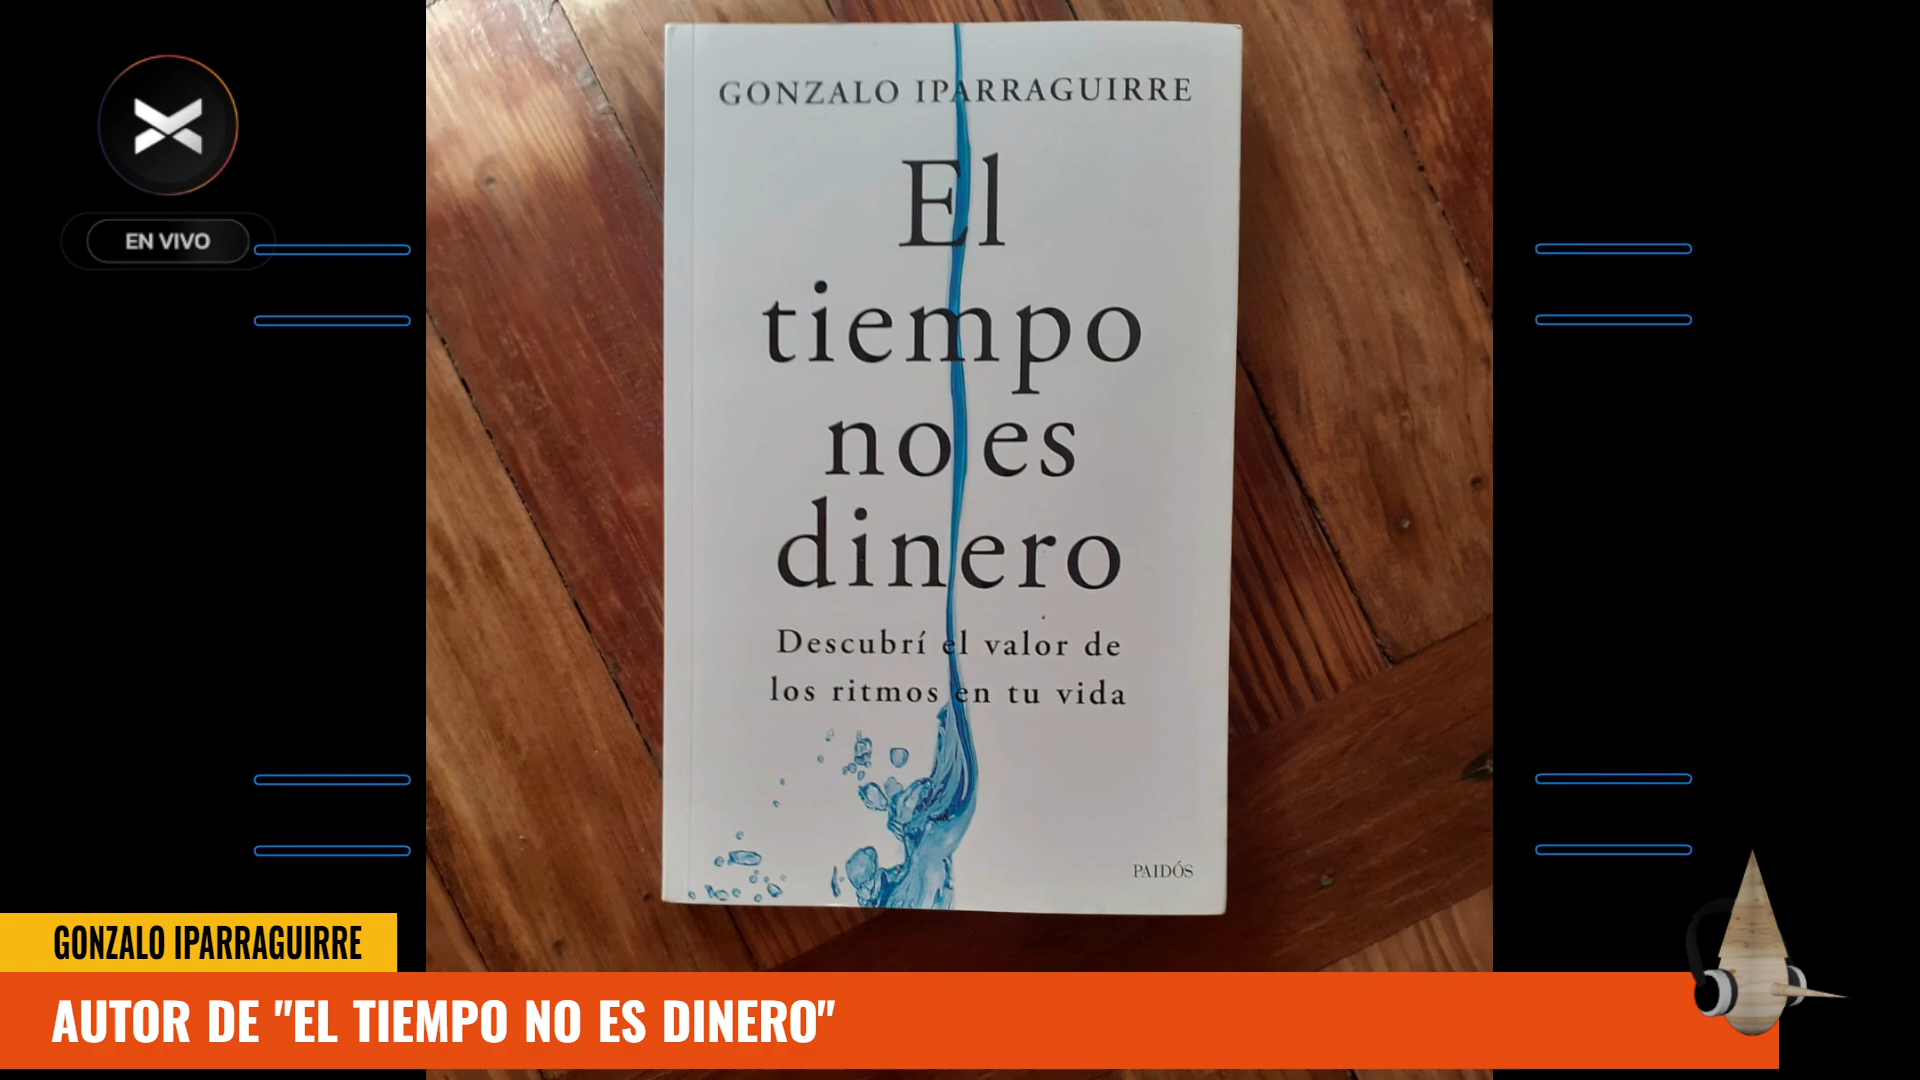 EN VIVO
GONZALO IPARRAGUIRRE
El
tiempo
no es
dinero
Descubrí el valor de
los ritmos en tu vida
PAIDÓS
GONZALO IPARRAGUIRRE
AUTOR DE "EL TIEMPO NO ES DINERO"